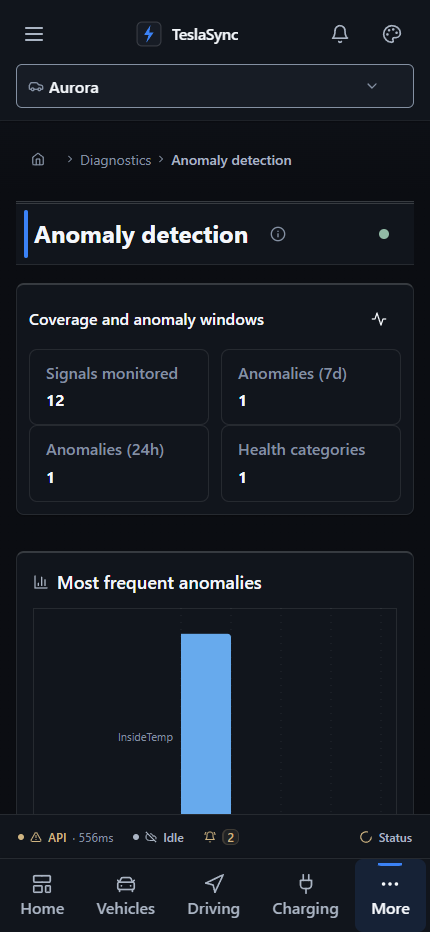 TeslaSync
Aurora
Diagnostics Anomaly detection
Anomaly detection
Coverage and anomaly windows
Signals monitored
12
Anomalies (7d)
1
Anomalies (24h)
1
Health categories
1
Most frequent anomalies
InsideTemp
API · 556ms Idle 2 Status
Home Vehicles Driving Charging More